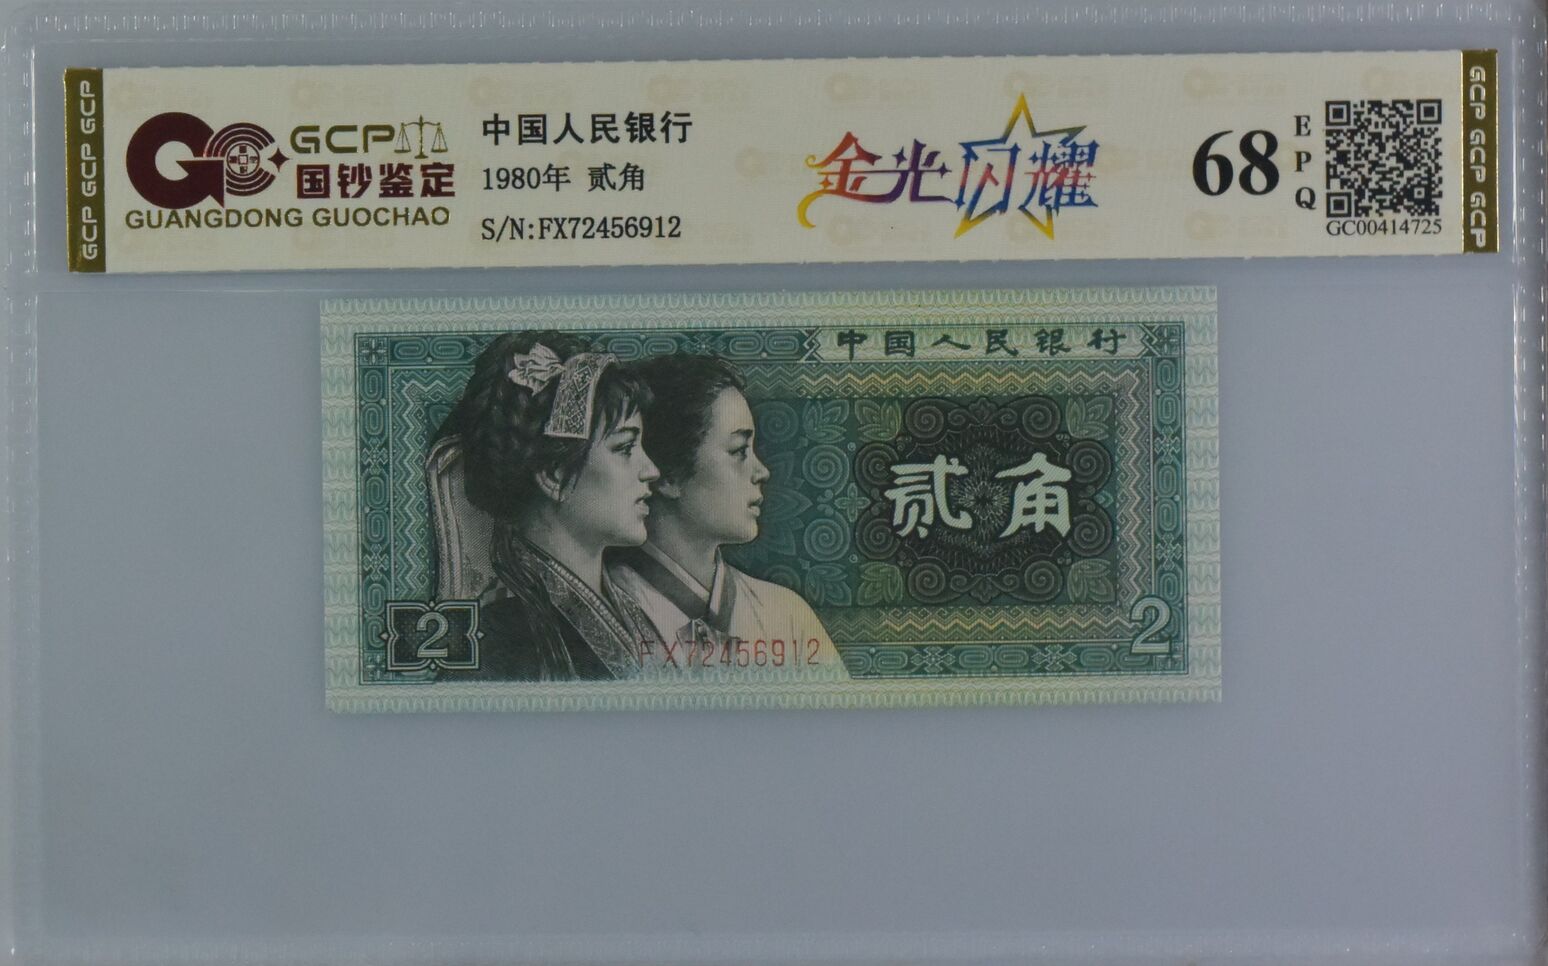 GCP GCP GCP
GCP
国钞鉴定
GUANGDONG GUOCHAO
中国人民银行
1980年 贰角
S/N:FX72456912
金光闪耀
68
EPQ
GC00414725
GCP GCP GCP
中国人民银行
贰角
2
FX72456912
2